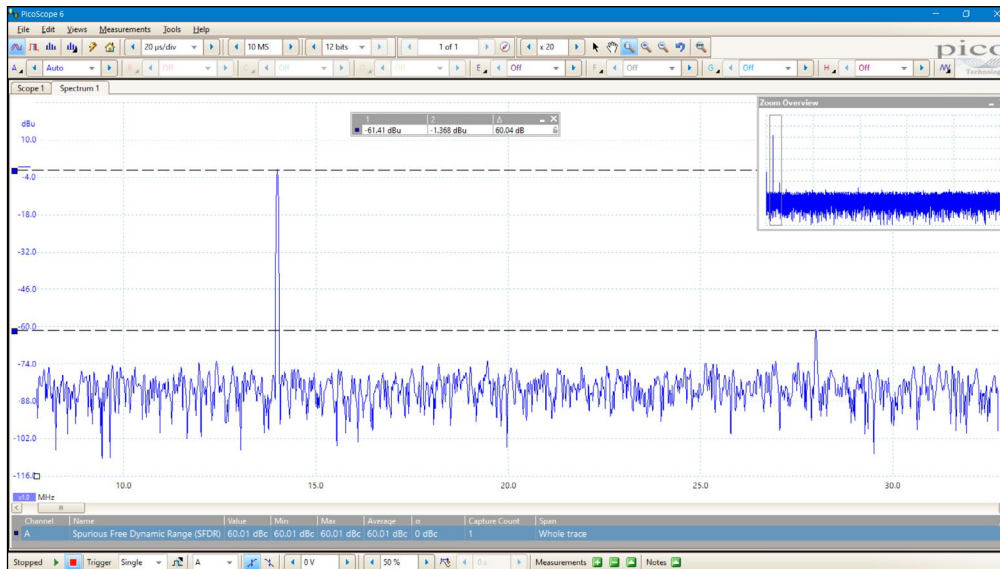 PicoScope 6
File Edit Views Measurements Tools Help
20 µs/div 10 MS 12 bits 1 of 1 x 20
pico
Technology
A Auto B Off C Off D Off E Off F Off G Off H Off
Scope 1 Spectrum 1
Zoom Overview
1 2 Δ
-61.41 dBu -1.368 dBu 60.04 dB
dBu
10.0
-4.0
-18.0
-32.0
-46.0
-60.0
-74.0
-88.0
-102.0
-116.0
10.0 15.0 20.0 25.0 30.0
x1.0 MHz
Channel Name Value Min Max Average σ Capture Count Span
A Spurious Free Dynamic Range (SFDR) 60.01 dBc 60.01 dBc 60.01 dBc 60.01 dBc 0 dBc 1 Whole trace
Stopped Trigger Single A 0 V 50 % 0 s Measurements Notes